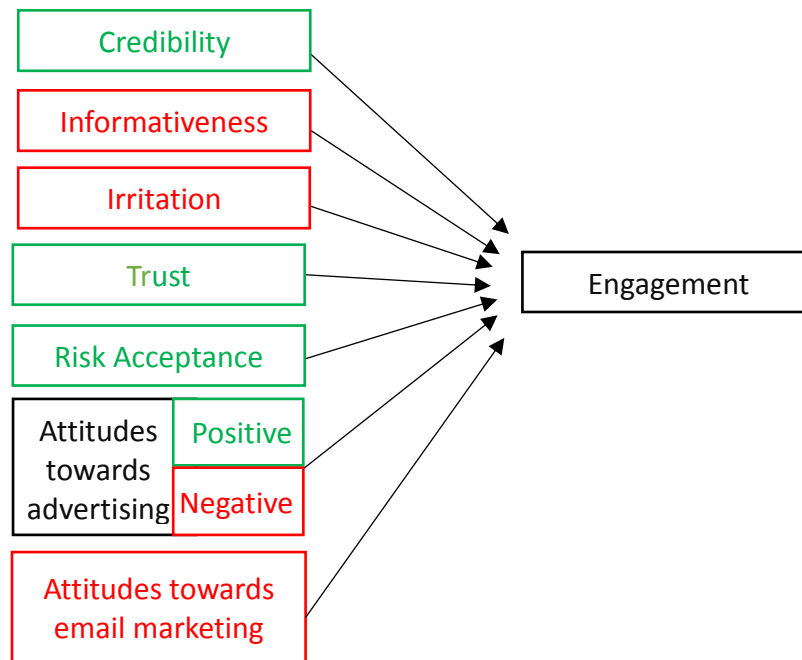 Credibility
Informativeness
Irritation
Trust
Risk Acceptance
Attitudes
towards
advertising
Positive
Negative
Attitudes towards
email marketing
Engagement